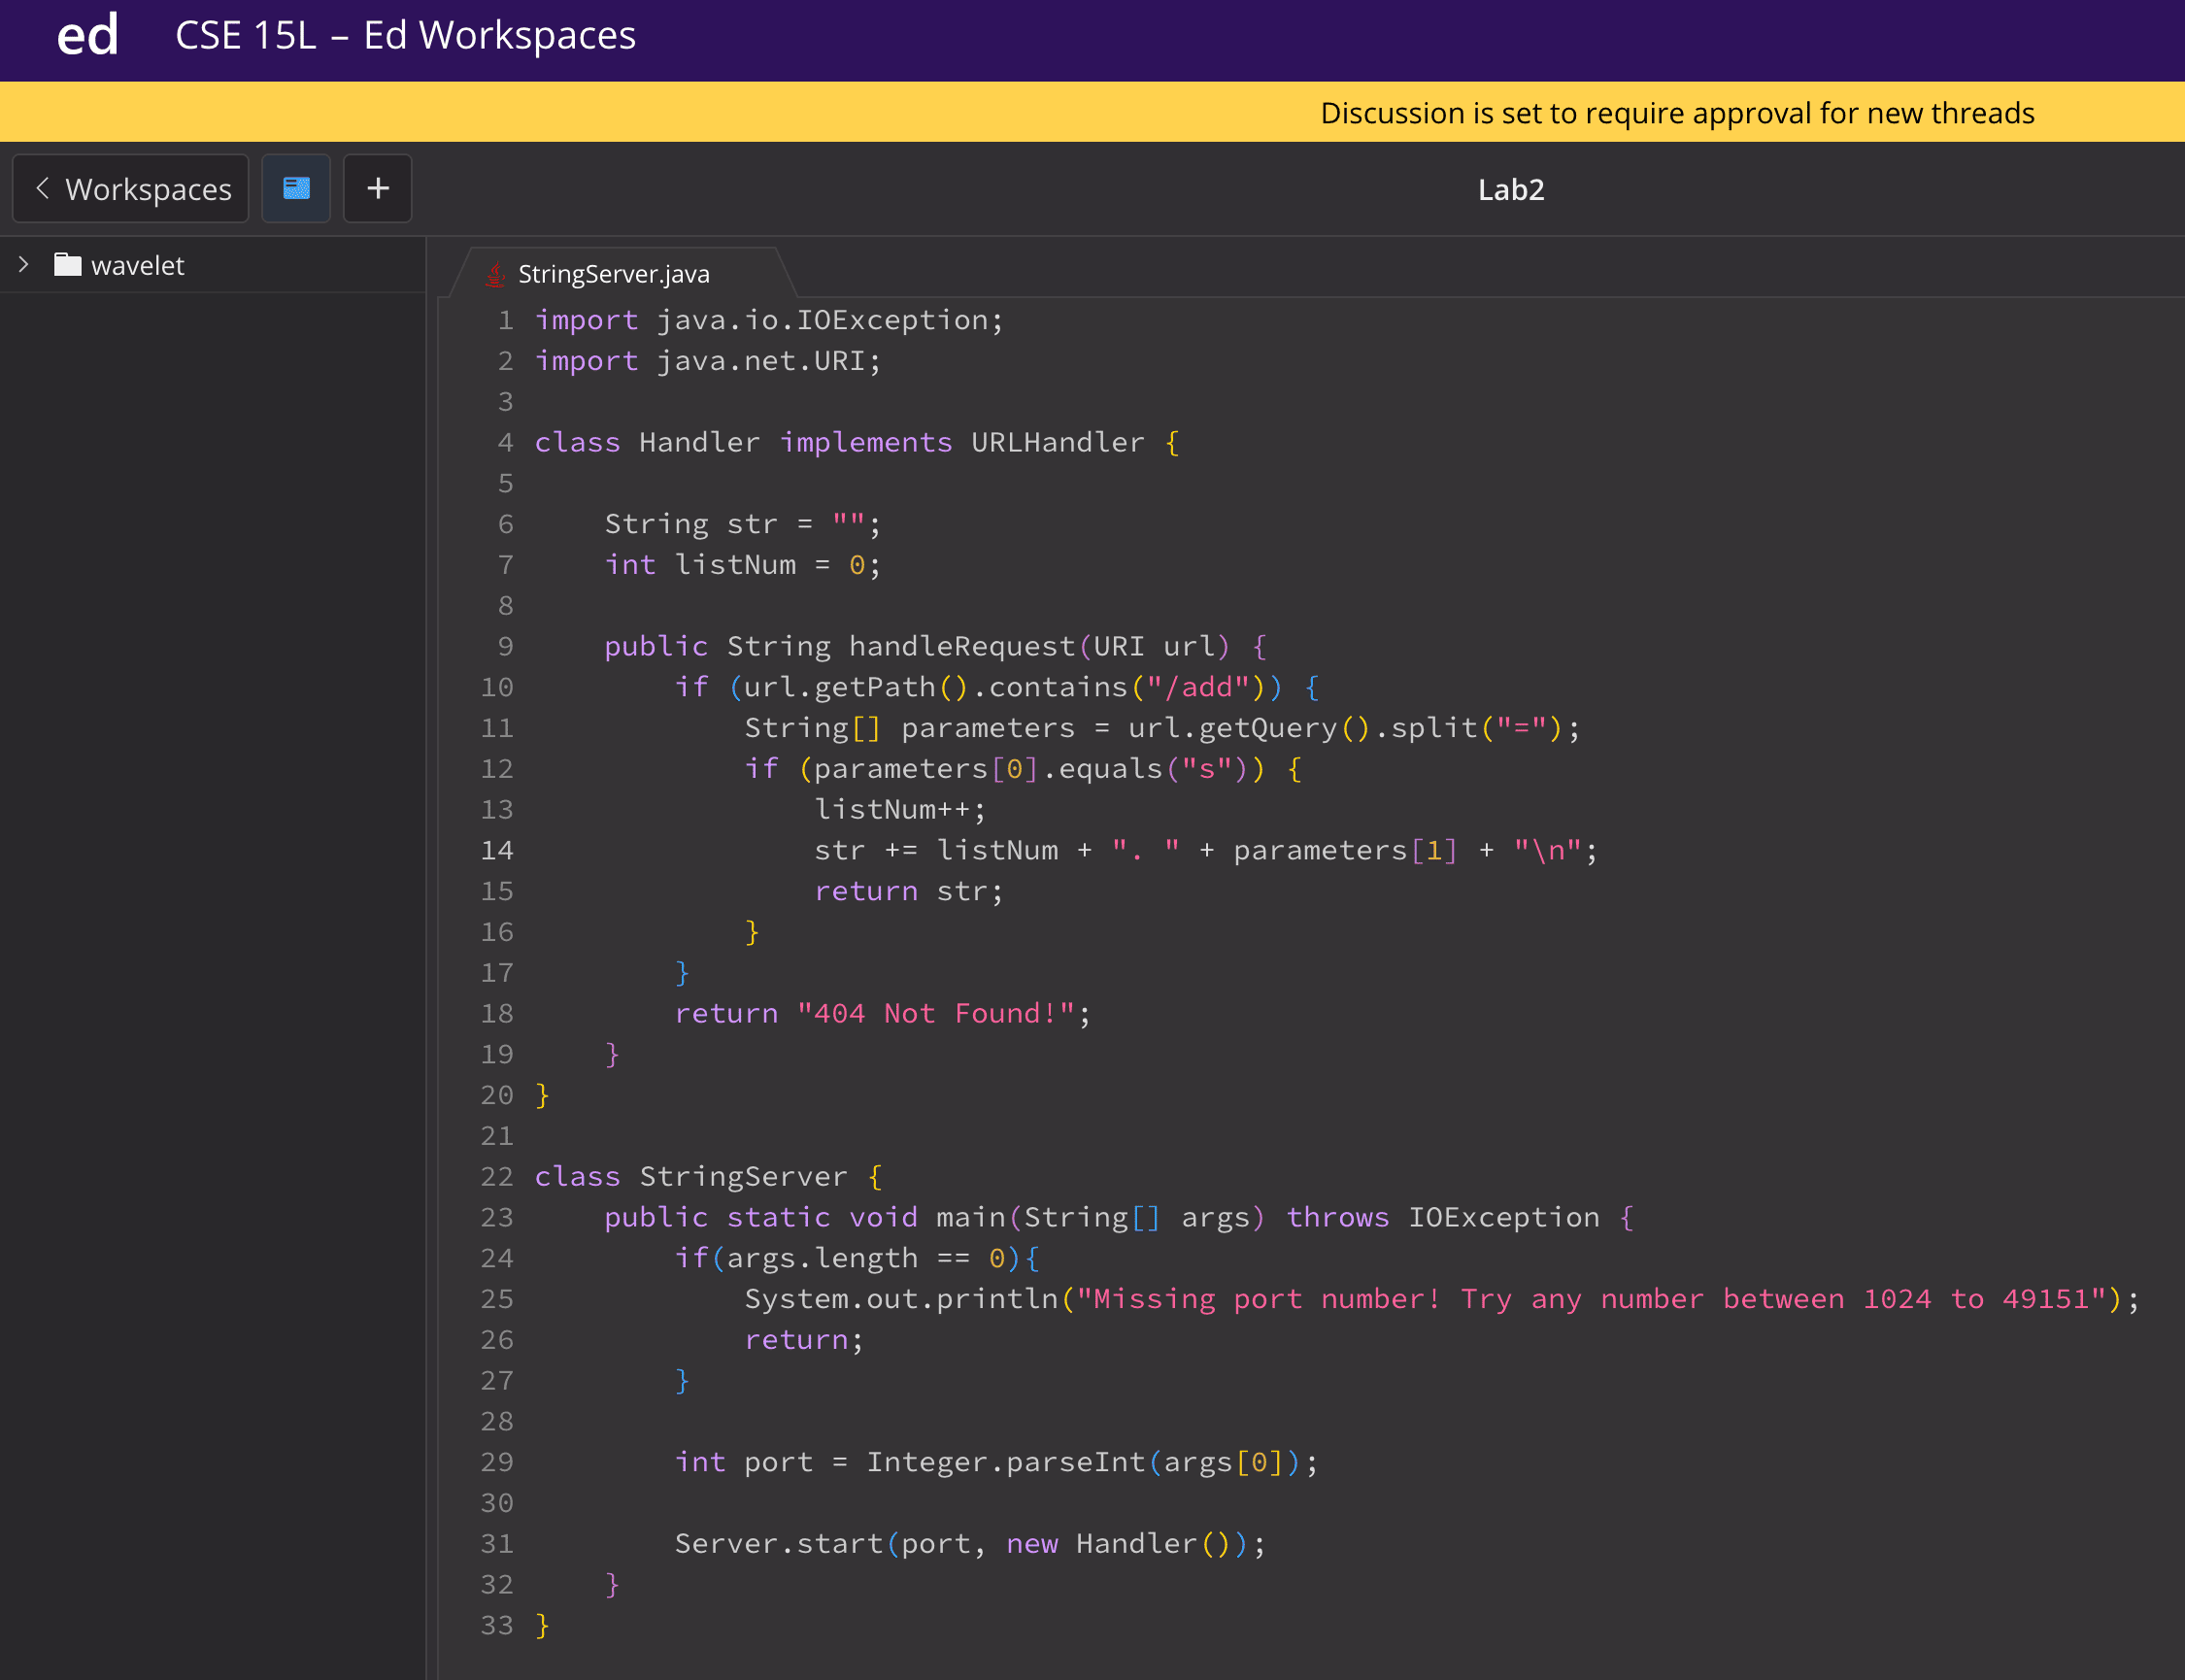 ed CSE 15L – Ed Workspaces
Discussion is set to require approval for new threads
Workspaces + Lab2
wavelet
StringServer.java
1 import java.io.IOException;
2 import java.net.URI;
3
4 class Handler implements URLHandler {
5
6     String str = "";
7     int listNum = 0;
8
9     public String handleRequest(URI url) {
10         if (url.getPath().contains("/add")) {
11             String[] parameters = url.getQuery().split("=");
12             if (parameters[0].equals("s")) {
13                 listNum++;
14                 str += listNum + ". " + parameters[1] + "\n";
15                 return str;
16             }
17         }
18         return "404 Not Found!";
19     }
20 }
21
22 class StringServer {
23     public static void main(String[] args) throws IOException {
24         if(args.length == 0){
25             System.out.println("Missing port number! Try any number between 1024 to 49151");
26             return;
27         }
28
29         int port = Integer.parseInt(args[0]);
30
31         Server.start(port, new Handler());
32     }
33 }